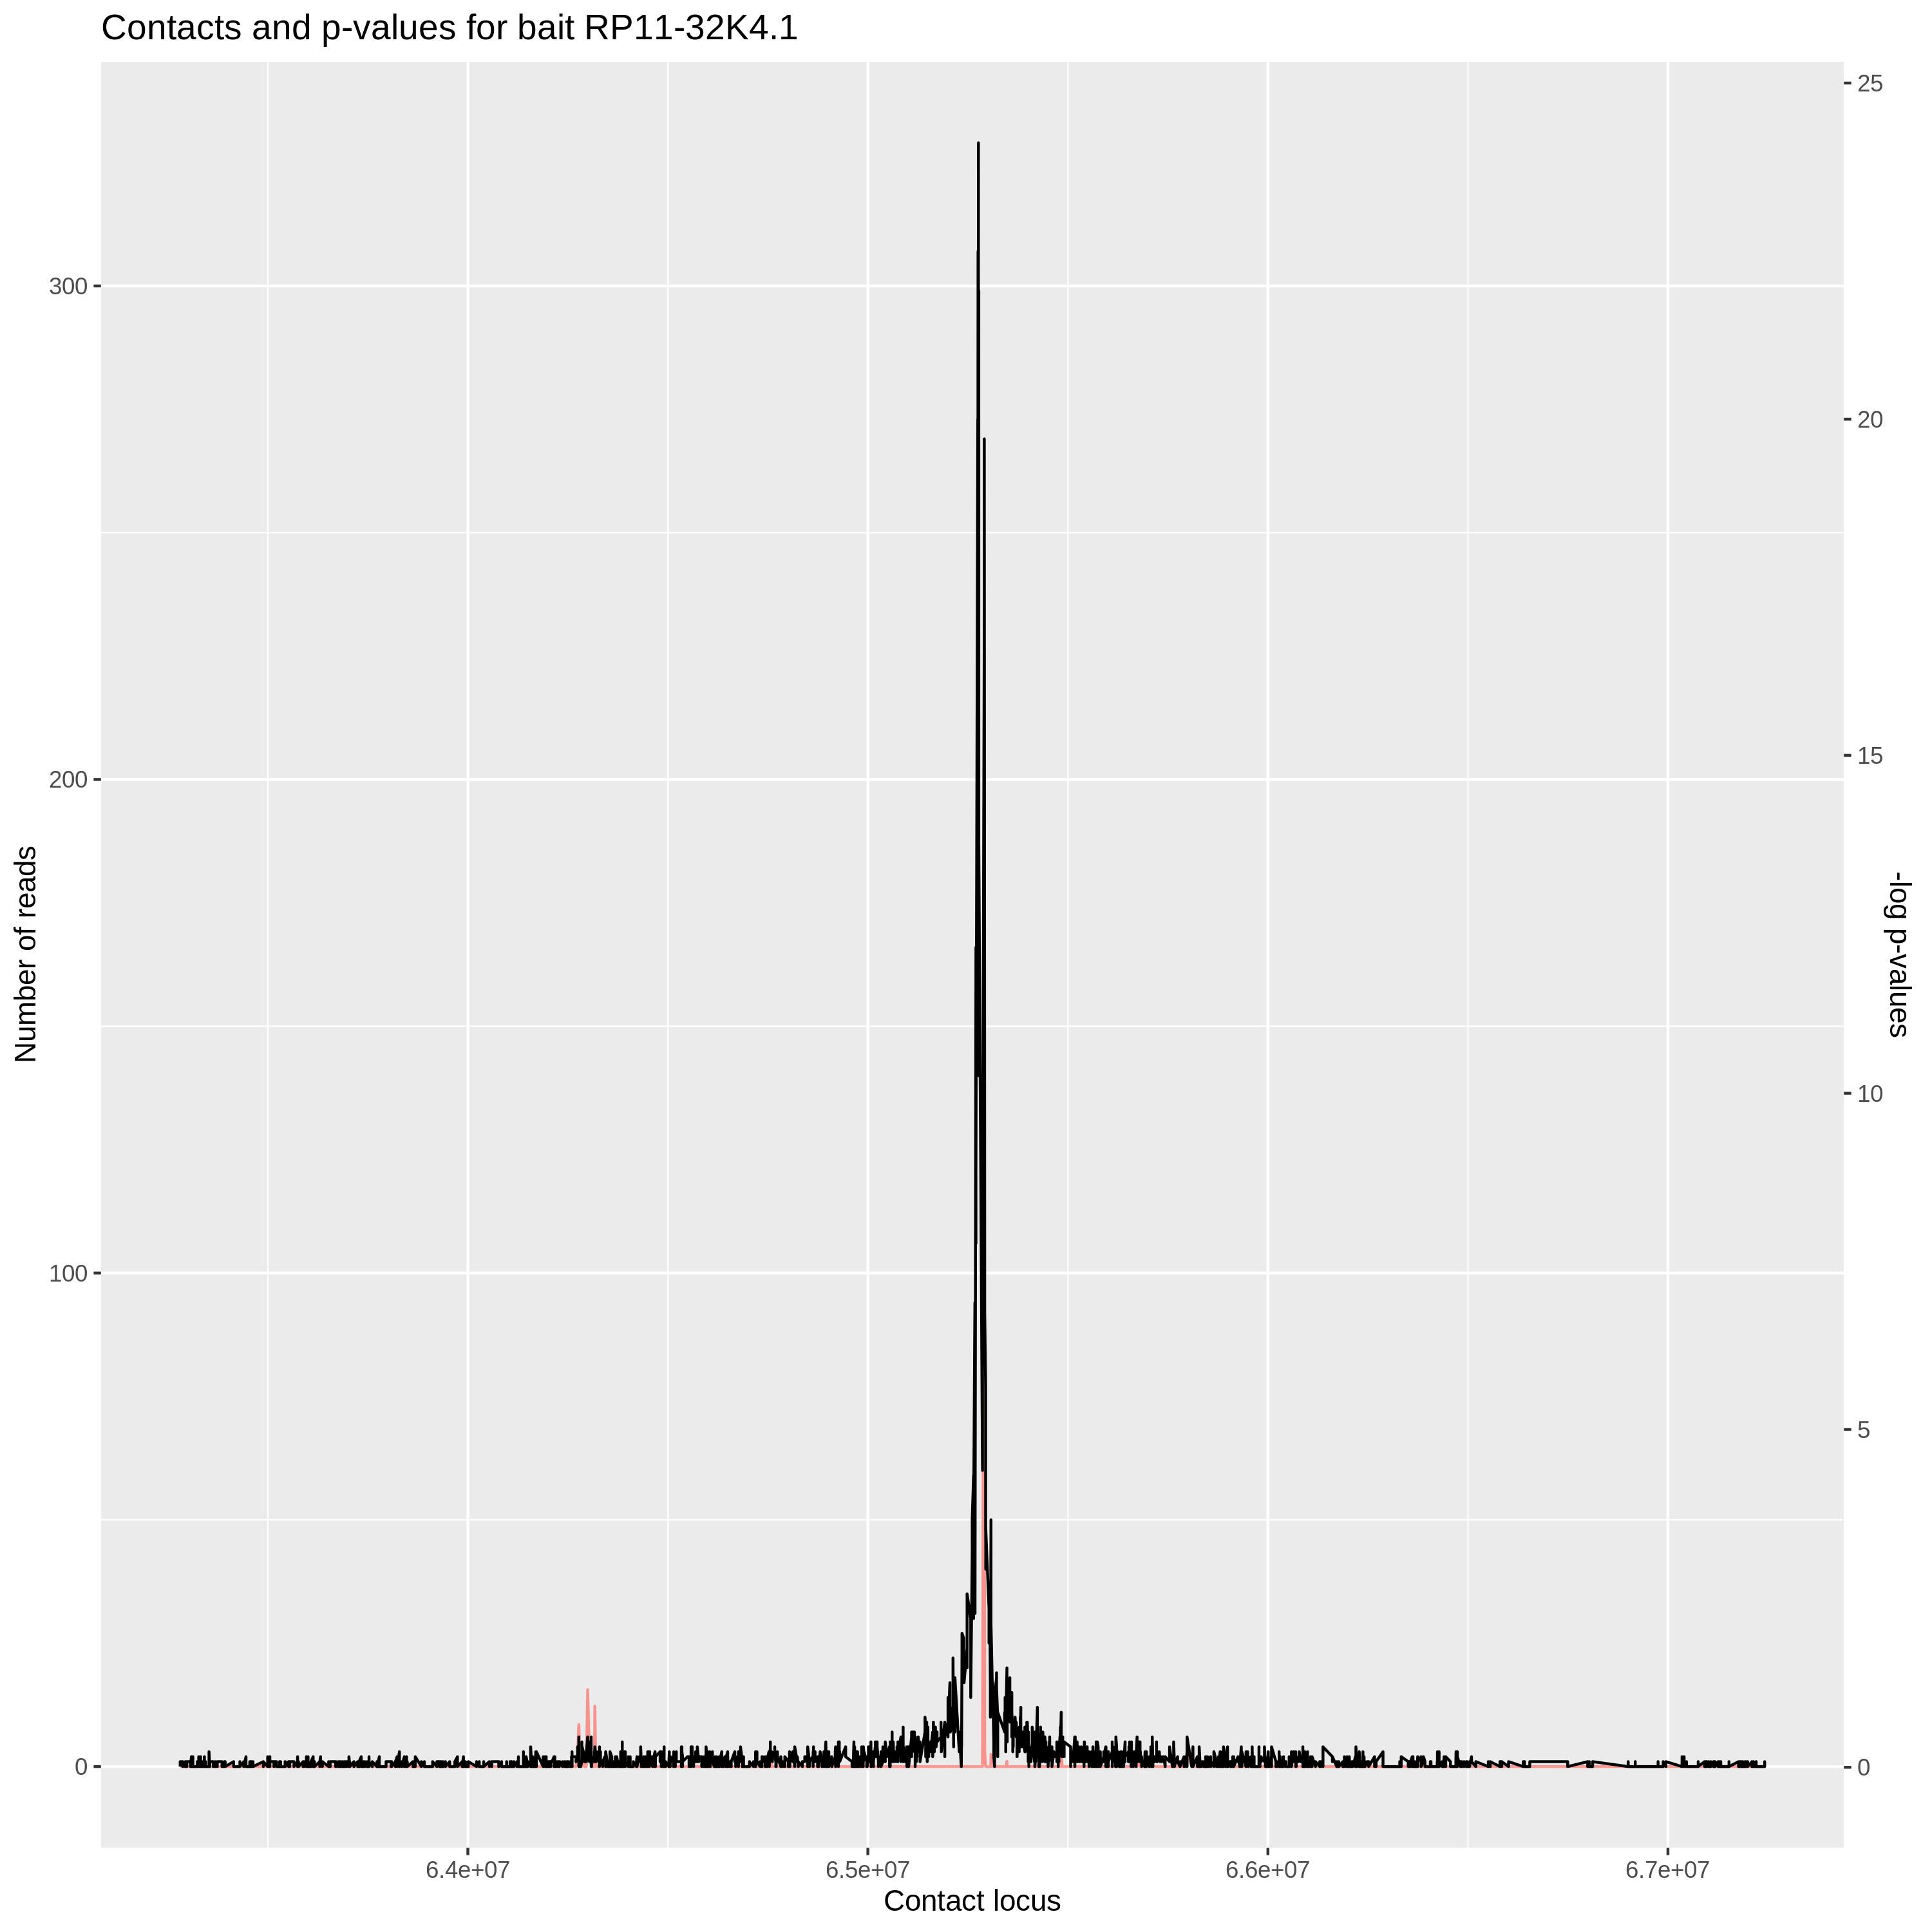 Contacts and p-values for bait RP11-32K4.1
Number of reads
300
200
100
0
25
20
15
10
5
0
-log p-values
6.4e+07
6.5e+07
6.6e+07
6.7e+07
Contact locus